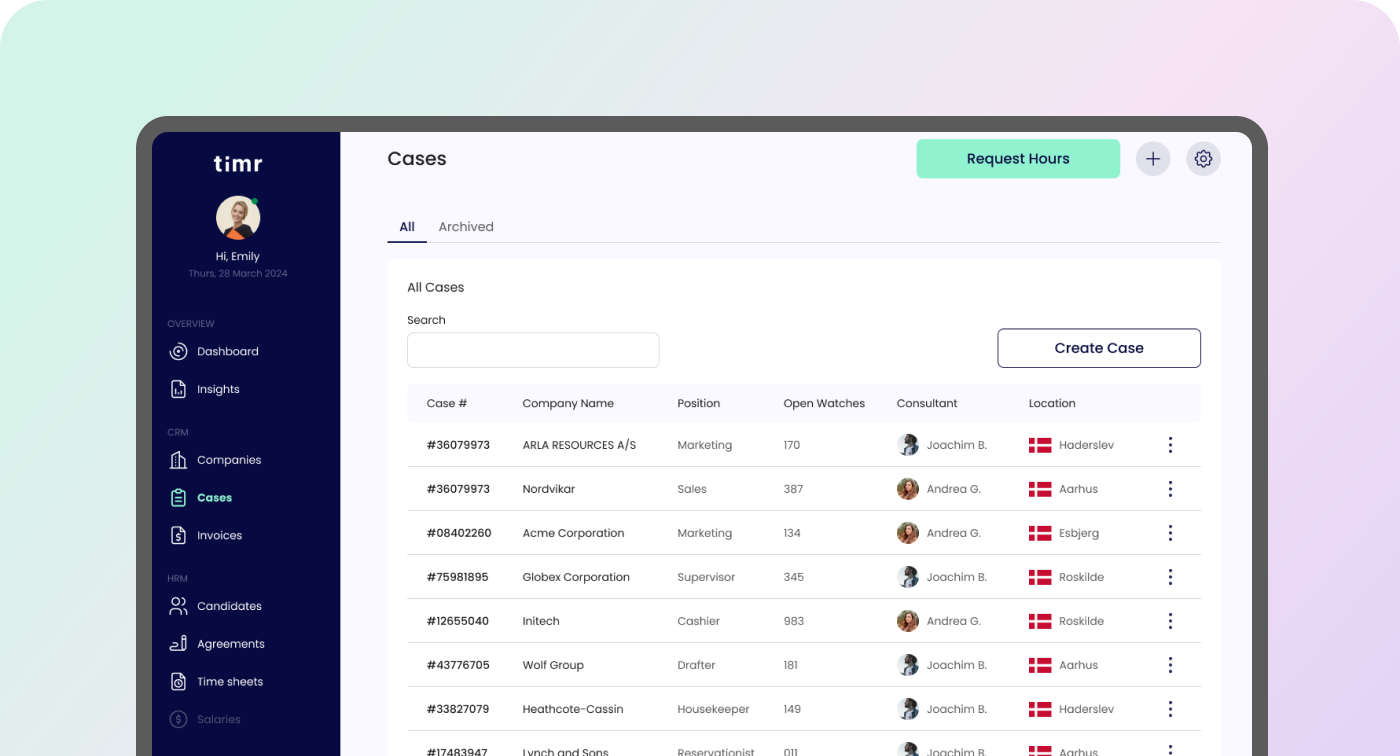 timr
Hi, Emily
Thurs, 28 March 2024
OVERVIEW
Dashboard
Insights
CRM
Companies
Cases
Invoices
HRM
Candidates
Agreements
Time sheets
Salaries
Cases
Request Hours
All Archived
All Cases
Search
Create Case
Case # Company Name Position Open Watches Consultant Location
#36079973 ARLA RESOURCES A/S Marketing 170 Joachim B. Haderslev
#36079973 Nordvikar Sales 387 Andrea G. Aarhus
#08402260 Acme Corporation Marketing 134 Andrea G. Esbjerg
#75981895 Globex Corporation Supervisor 345 Joachim B. Roskilde
#12655040 Initech Cashier 983 Andrea G. Roskilde
#43776705 Wolf Group Drafter 181 Joachim B. Aarhus
#33827079 Heathcote-Cassin Housekeeper 149 Joachim B. Haderslev
#17483947 Lynch and Sons Reservationist 011 Joachim B. Aarhus